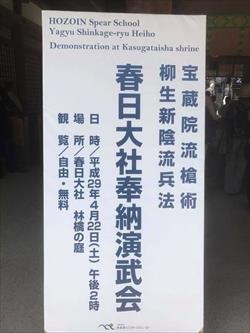 HOZOIN Spear School
Yagyu Shinkage-ryu Heiho
Demonstration at Kasugataisha shrine
宝蔵院流槍術
柳生新陰流兵法
春日大社奉納演武会
日 時/平成29年4月22日(土)午後2時
場 所/春日大社 林檎の庭
観 覧/自由・無料